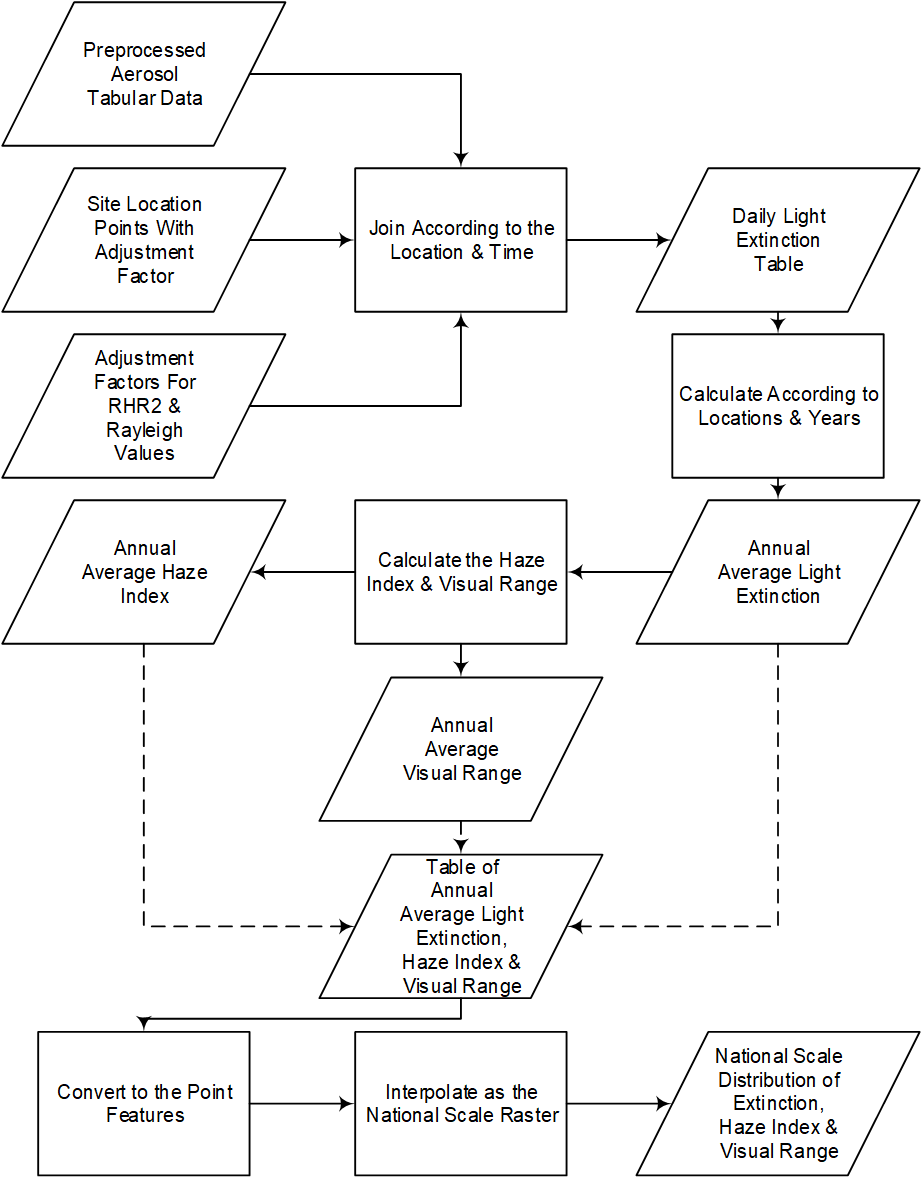 Preprocessed
Aerosol
Tabular Data
Site Location
Points With
Adjustment
Factor
Join According to the
Location & Time
Daily Light
Extinction
Table
Adjustment
Factors For
RHR2 &
Rayleigh
Values
Calculate According to
Locations & Years
Annual
Average Haze
Index
Calculate the Haze
Index & Visual Range
Annual
Average Light
Extinction
Annual
Average
Visual Range
Table of
Annual
Average Light
Extinction,
Haze Index &
Visual Range
Convert to the Point
Features
Interpolate as the
National Scale Raster
National Scale
Distribution of
Extinction,
Haze Index &
Visual Range